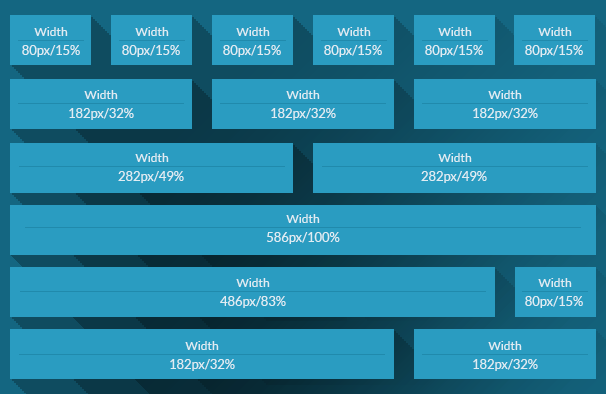 Width Width Width Width Width Width
80px/15% 80px/15% 80px/15% 80px/15% 80px/15% 80px/15%
Width Width Width
182px/32% 182px/32% 182px/32%
Width Width
282px/49% 282px/49%
Width
586px/100%
Width Width
486px/83% 80px/15%
Width Width
182px/32% 182px/32%